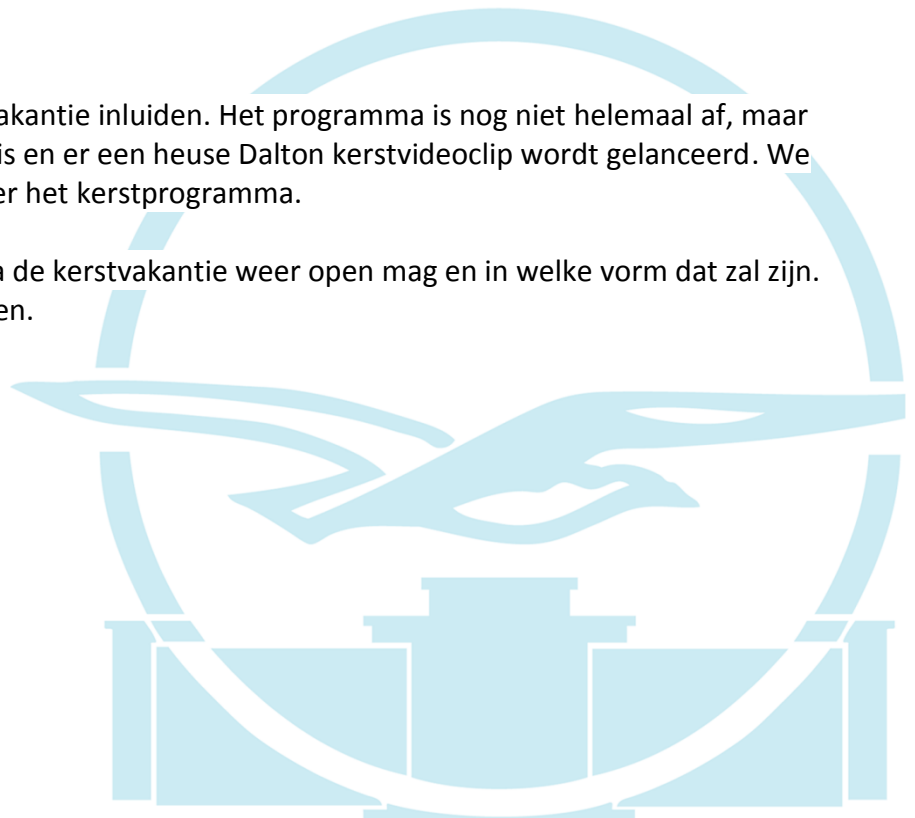 akantie inluiden. Het programma is nog niet helemaal af, maar
is en er een heuse Dalton kerstvideoclip wordt gelanceerd. We
er het kerstprogramma.
a de kerstvakantie weer open mag en in welke vorm dat zal zijn.
en.